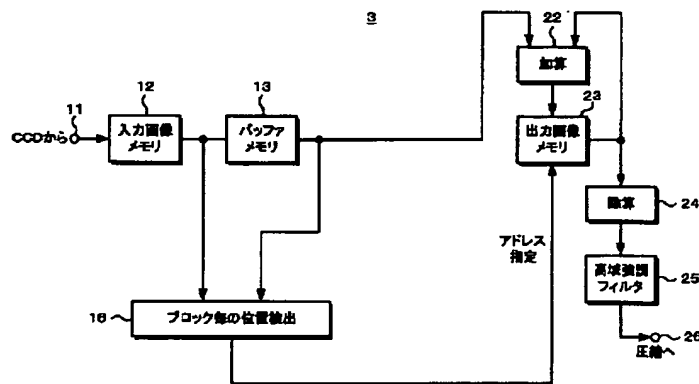 3
22
加算
12
13
23
11
CCDから
入力画像
メモリ
バッファ
メモリ
出力画像
メモリ
除算
24
アドレス
指定
高域強調
フィルタ
25
16
ブロック毎の位置検出
26
圧縮へ